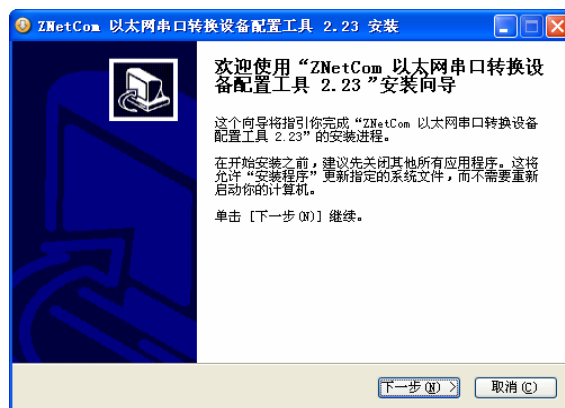 ZNetCom 以太网串口转换设备配置工具 2.23 安装
欢迎使用“ZNetCom 以太网串口转换设
备配置工具 2.23 ”安装向导
这个向导将指引你完成“ZNetCom 以太网串口转换设备
配置工具 2.23”的安装进程。
在开始安装之前，建议先关闭其他所有应用程序。这将
允许“安装程序”更新指定的系统文件，而不需要重新
启动你的计算机。
单击 [下一步(N)] 继续。
下一步(N) >
取消(C)